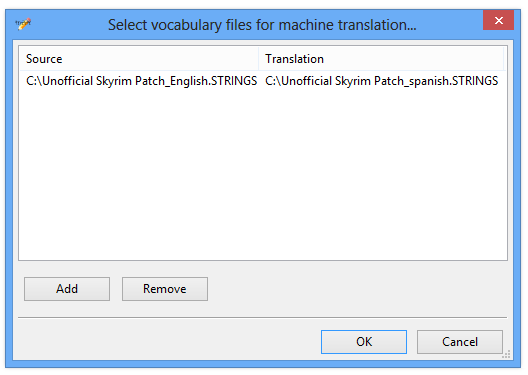 Select vocabulary files for machine translation...
Source Translation
C:\Unofficial Skyrim Patch_English.STRINGS C:\Unofficial Skyrim Patch_spanish.STRINGS
Add Remove
OK Cancel